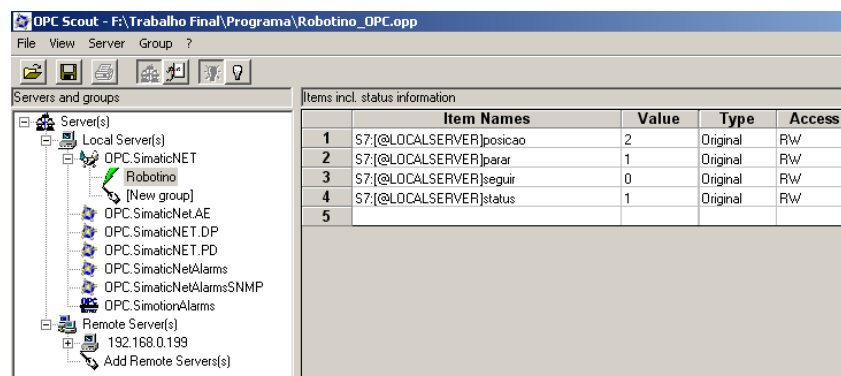 OPC Scout - F:\Trabalho Final\Programa\Robotino_OPC.opp
File View Server Group ?
Servers and groups
Server(s)
Local Server(s)
OPC.SimaticNET
Robotino
[New group]
OPC.SimaticNet.AE
OPC.SimaticNET.DP
OPC.SimaticNET.PD
OPC.SimaticNetAlarms
OPC.SimaticNetAlarmsSNMP
OPC.SimotionAlarms
Remote Server(s)
192.168.0.199
Add Remote Servers(s)
Items incl. status information
Item Names Value Type Access
1 S7:[@LOCALSERVER]posicao 2 Original RW
2 S7:[@LOCALSERVER]parar 1 Original RW
3 S7:[@LOCALSERVER]seguir 0 Original RW
4 S7:[@LOCALSERVER]status 1 Original RW
5